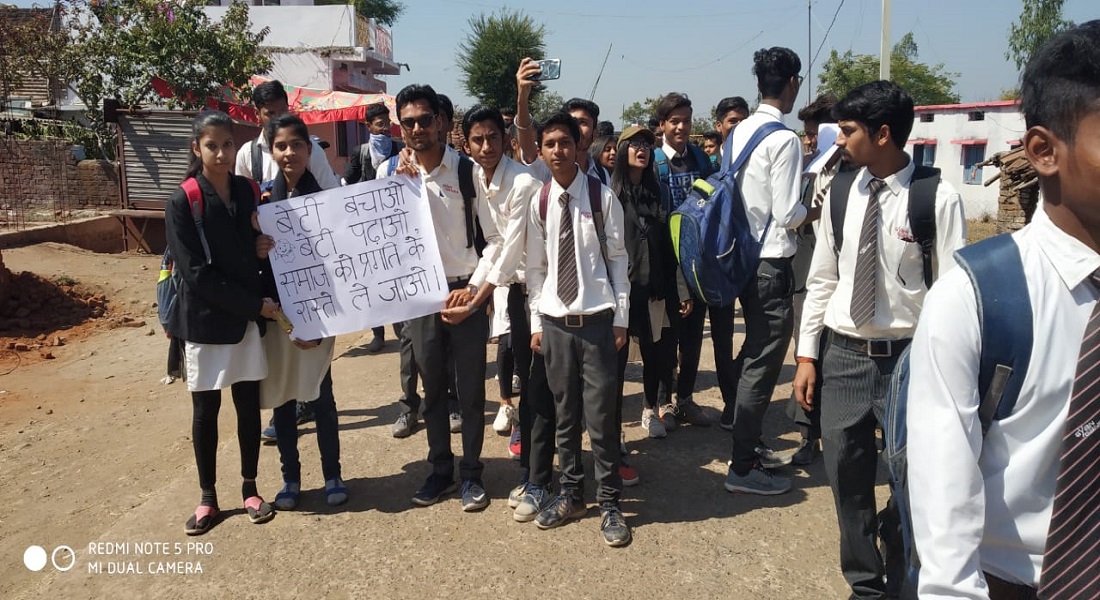 बेटी बचाओ
बेटी पढ़ाओ
समाज को प्रगति के
रास्ते ले जाओ।
REDMI NOTE 5 PRO
MI DUAL CAMERA